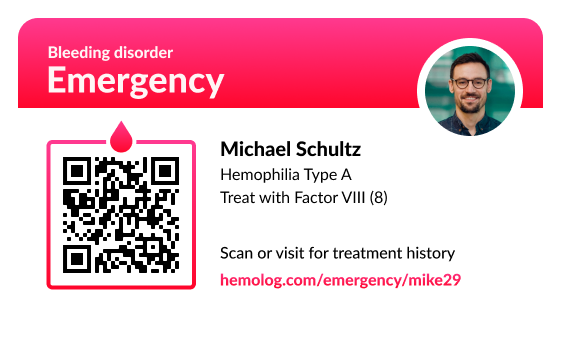 Bleeding disorder
Emergency
Michael Schultz
Hemophilia Type A
Treat with Factor VIII (8)
Scan or visit for treatment history
hemolog.com/emergency/mike29